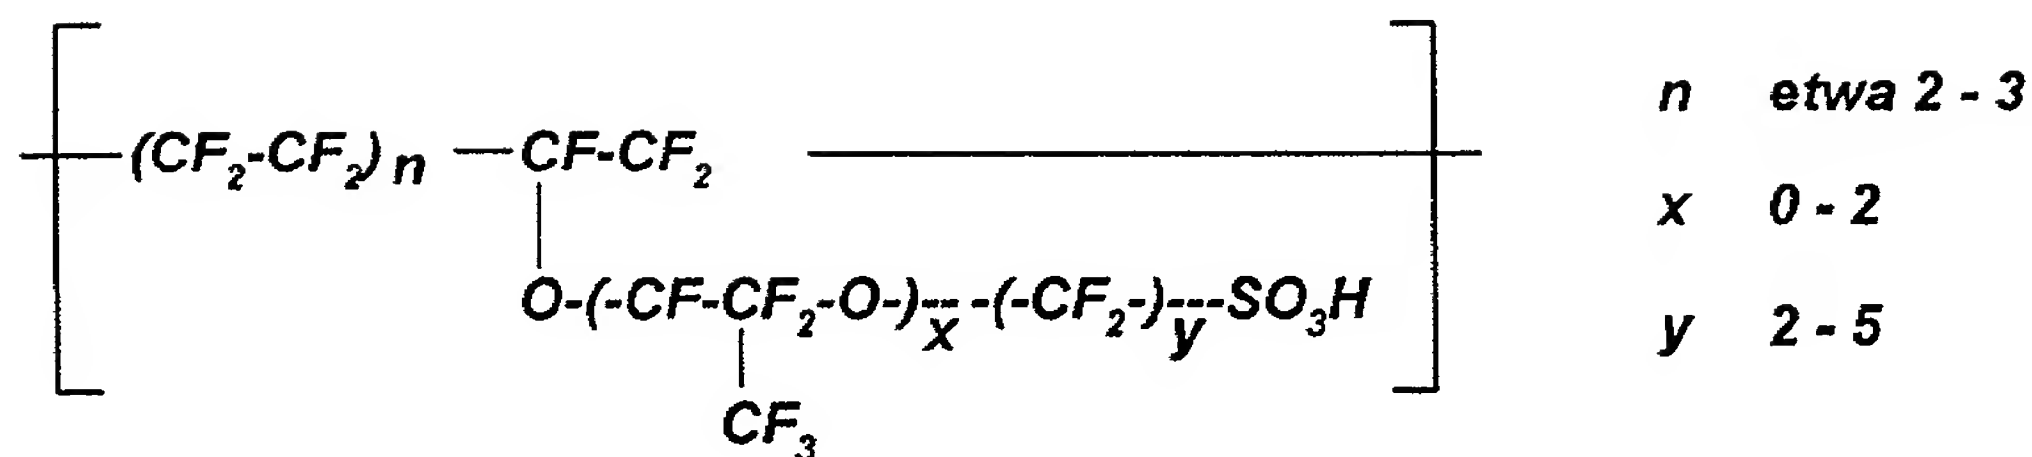 n etwa 2 - 3
(CF₂-CF₂)ₙ — CF-CF₂
x 0 - 2
O-(-CF-CF₂-O-)--x -(-CF₂-)---y SO₃H
y 2 - 5
CF₃